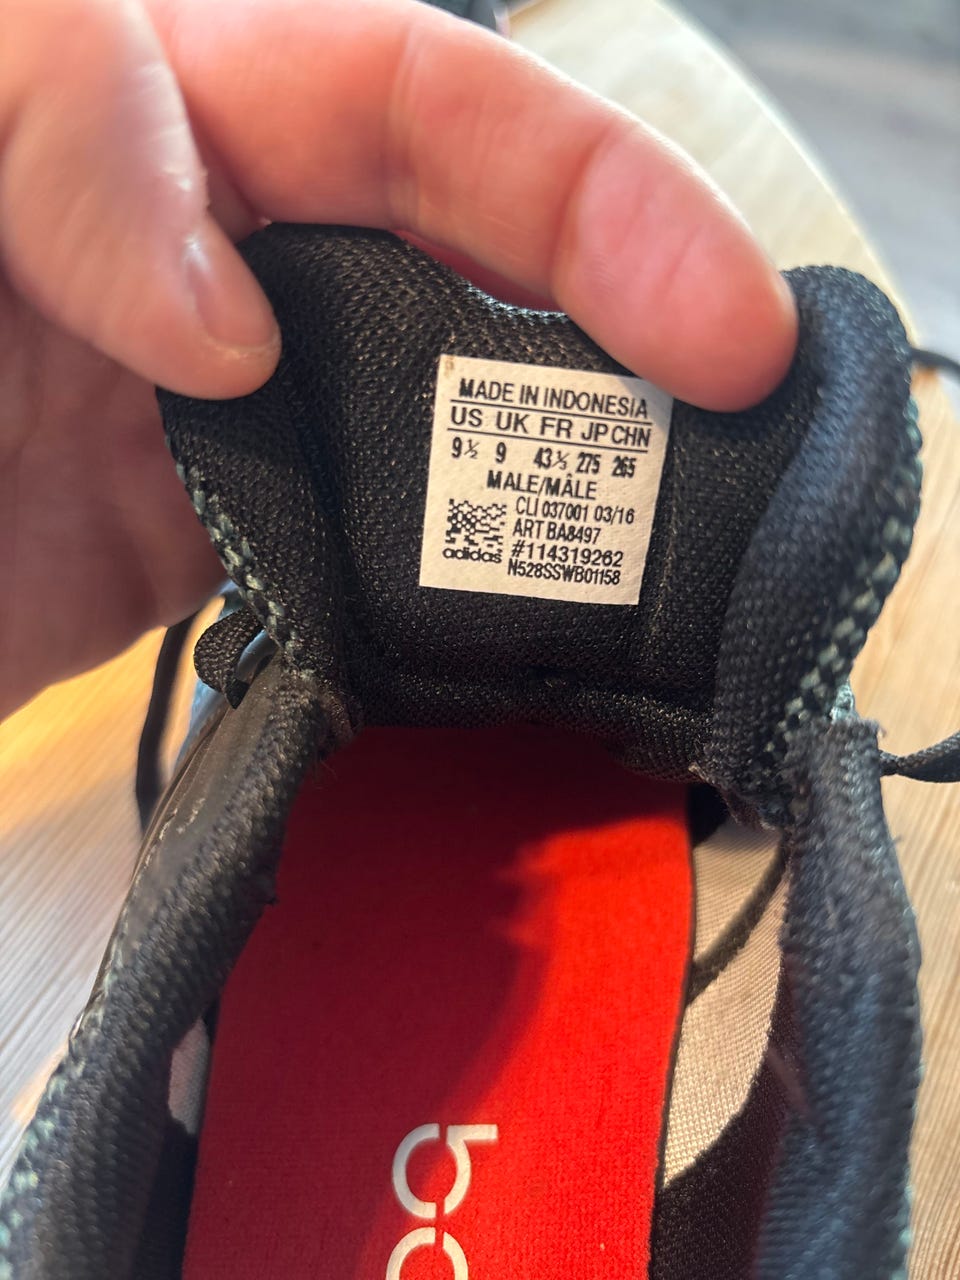 MADE IN INDONESIA
US UK FR JP CHN
9½ 9 43⅓ 275 265
MALE/MÂLE
CLI 037001 03/16
ART BA8497
#114319262
adidas N528SSWB01158